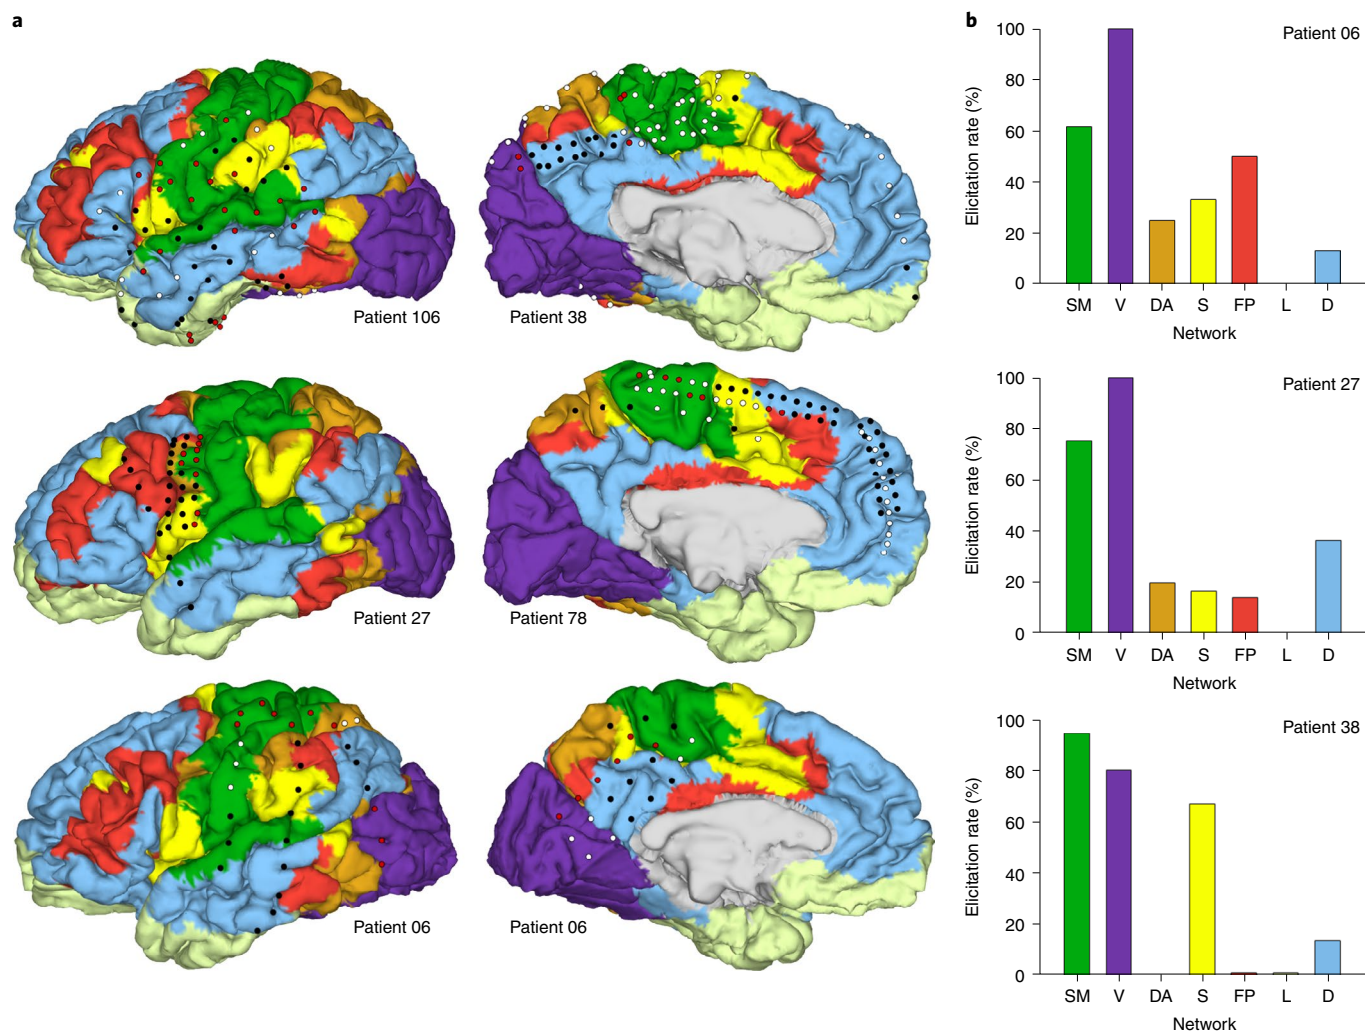 a
Patient 106
Patient 38
Patient 27
Patient 78
Patient 06
Patient 06
b
Patient 06
Elicitation rate (%)
100
80
60
40
20
0
SM V DA S FP L D
Network
Patient 27
Elicitation rate (%)
100
80
60
40
20
0
SM V DA S FP L D
Network
Patient 38
Elicitation rate (%)
100
80
60
40
20
0
SM V DA S FP L D
Network